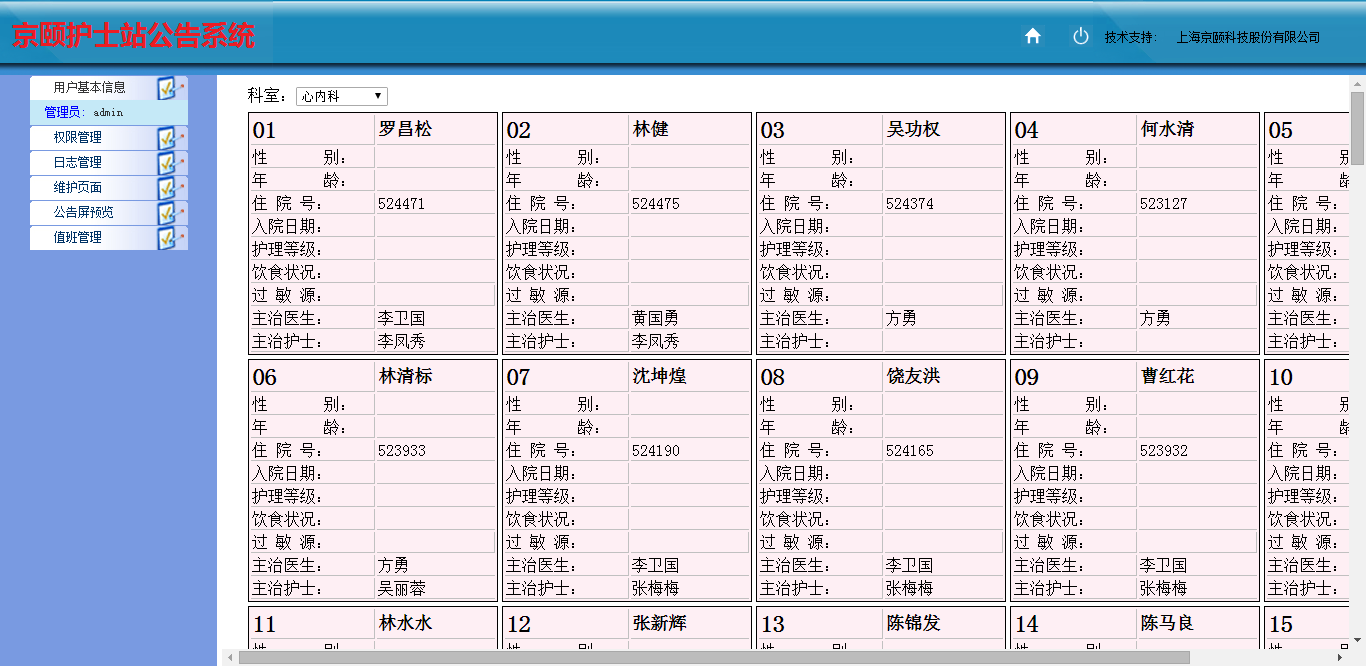 京颐护士站公告系统
技术支持： 上海京颐科技股份有限公司
用户基本信息
管理员： admin
权限管理
日志管理
维护页面
公告屏预览
值班管理
科室： 心内科
01 罗昌松 02 林健 03 吴功权 04 何水清 05
性 别： 性 别： 性 别： 性 别： 性
年 龄： 年 龄： 年 龄： 年 龄： 年
住 院 号： 524471 住 院 号： 524475 住 院 号： 524374 住 院 号： 523127 住 院 号：
入院日期： 入院日期： 入院日期： 入院日期： 入院日期：
护理等级： 护理等级： 护理等级： 护理等级： 护理等级：
饮食状况： 饮食状况： 饮食状况： 饮食状况： 饮食状况：
过 敏 源： 过 敏 源： 过 敏 源： 过 敏 源： 过 敏 源：
主治医生： 李卫国 主治医生： 黄国勇 主治医生： 方勇 主治医生： 方勇 主治医生：
主治护士： 李凤秀 主治护士： 李凤秀 主治护士： 主治护士： 主治护士：
06 林清标 07 沈坤煌 08 饶友洪 09 曹红花 10
性 别： 性 别： 性 别： 性 别： 性
年 龄： 年 龄： 年 龄： 年 龄： 年
住 院 号： 523933 住 院 号： 524190 住 院 号： 524165 住 院 号： 523932 住 院 号：
入院日期： 入院日期： 入院日期： 入院日期： 入院日期：
护理等级： 护理等级： 护理等级： 护理等级： 护理等级：
饮食状况： 饮食状况： 饮食状况： 饮食状况： 饮食状况：
过 敏 源： 过 敏 源： 过 敏 源： 过 敏 源： 过 敏 源：
主治医生： 方勇 主治医生： 李卫国 主治医生： 李卫国 主治医生： 李卫国 主治医生：
主治护士： 吴丽蓉 主治护士： 张梅梅 主治护士： 张梅梅 主治护士： 张梅梅 主治护士：
11 林水水 12 张新辉 13 陈锦发 14 陈马良 15